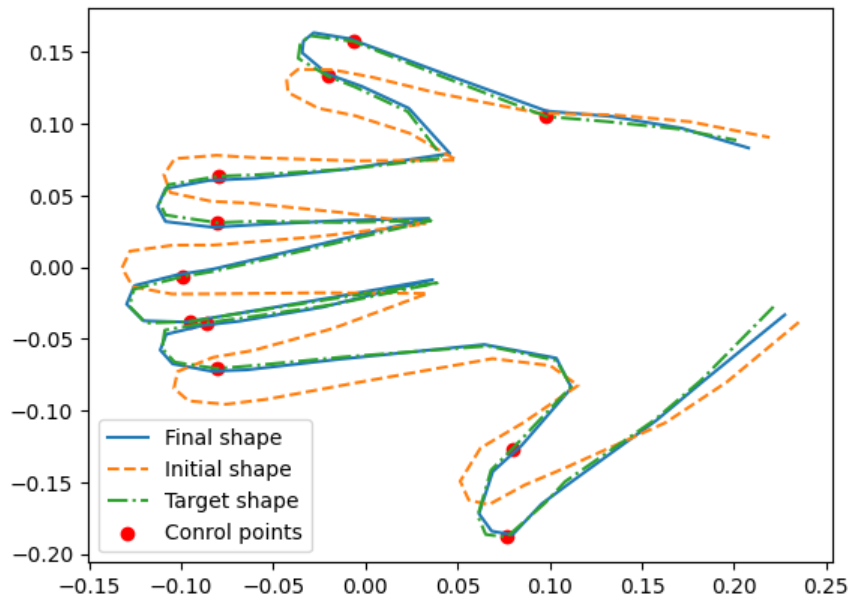 0.15
0.10
0.05
0.00
−0.05
−0.10
−0.15
−0.20
Final shape
Initial shape
Target shape
Conrol points
−0.15 −0.10 −0.05 0.00 0.05 0.10 0.15 0.20 0.25